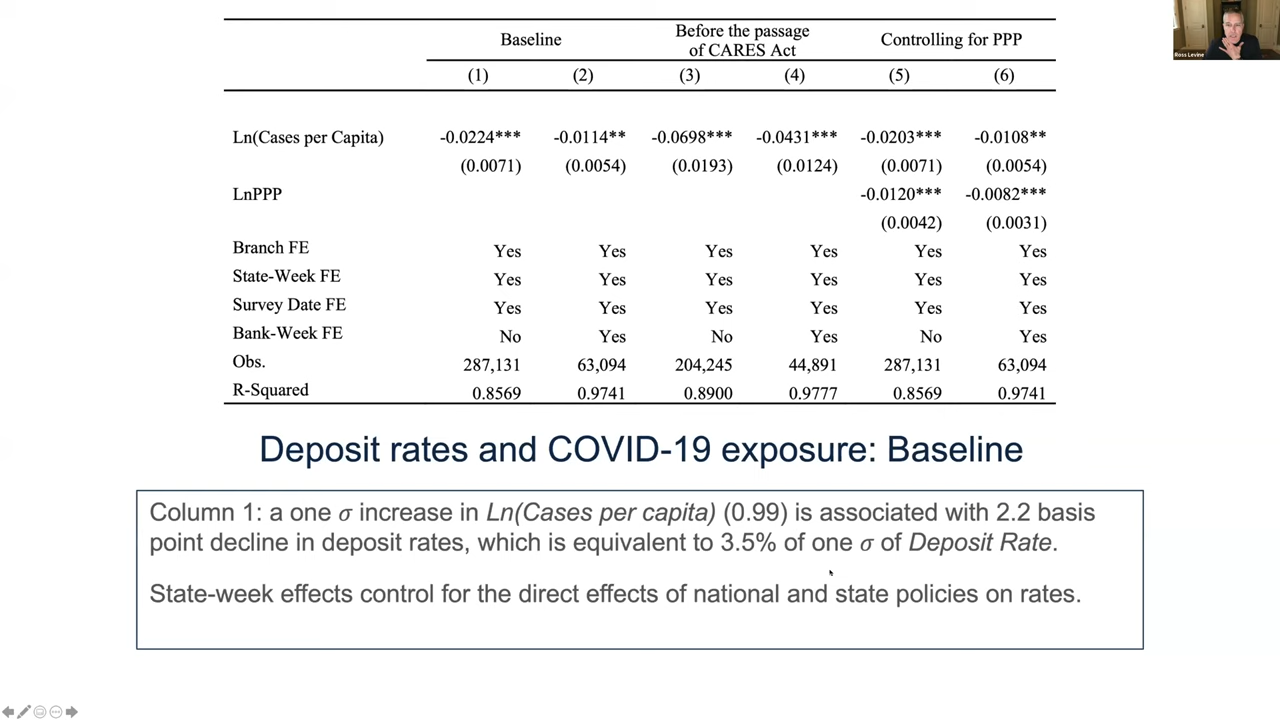 Baseline Before the passage of CARES Act Controlling for PPP
(1) (2) (3) (4) (5) (6)
Ln(Cases per Capita) -0.0224*** -0.0114** -0.0698*** -0.0431*** -0.0203*** -0.0108**
(0.0071) (0.0054) (0.0193) (0.0124) (0.0071) (0.0054)
LnPPP -0.0120*** -0.0082***
(0.0042) (0.0031)
Branch FE Yes Yes Yes Yes Yes Yes
State-Week FE Yes Yes Yes Yes Yes Yes
Survey Date FE Yes Yes Yes Yes Yes Yes
Bank-Week FE No Yes No Yes No Yes
Obs. 287,131 63,094 204,245 44,891 287,131 63,094
R-Squared 0.8569 0.9741 0.8900 0.9777 0.8569 0.9741
Deposit rates and COVID-19 exposure: Baseline
Column 1: a one σ increase in Ln(Cases per capita) (0.99) is associated with 2.2 basis
point decline in deposit rates, which is equivalent to 3.5% of one σ of Deposit Rate.
State-week effects control for the direct effects of national and state policies on rates.
Ross Levine